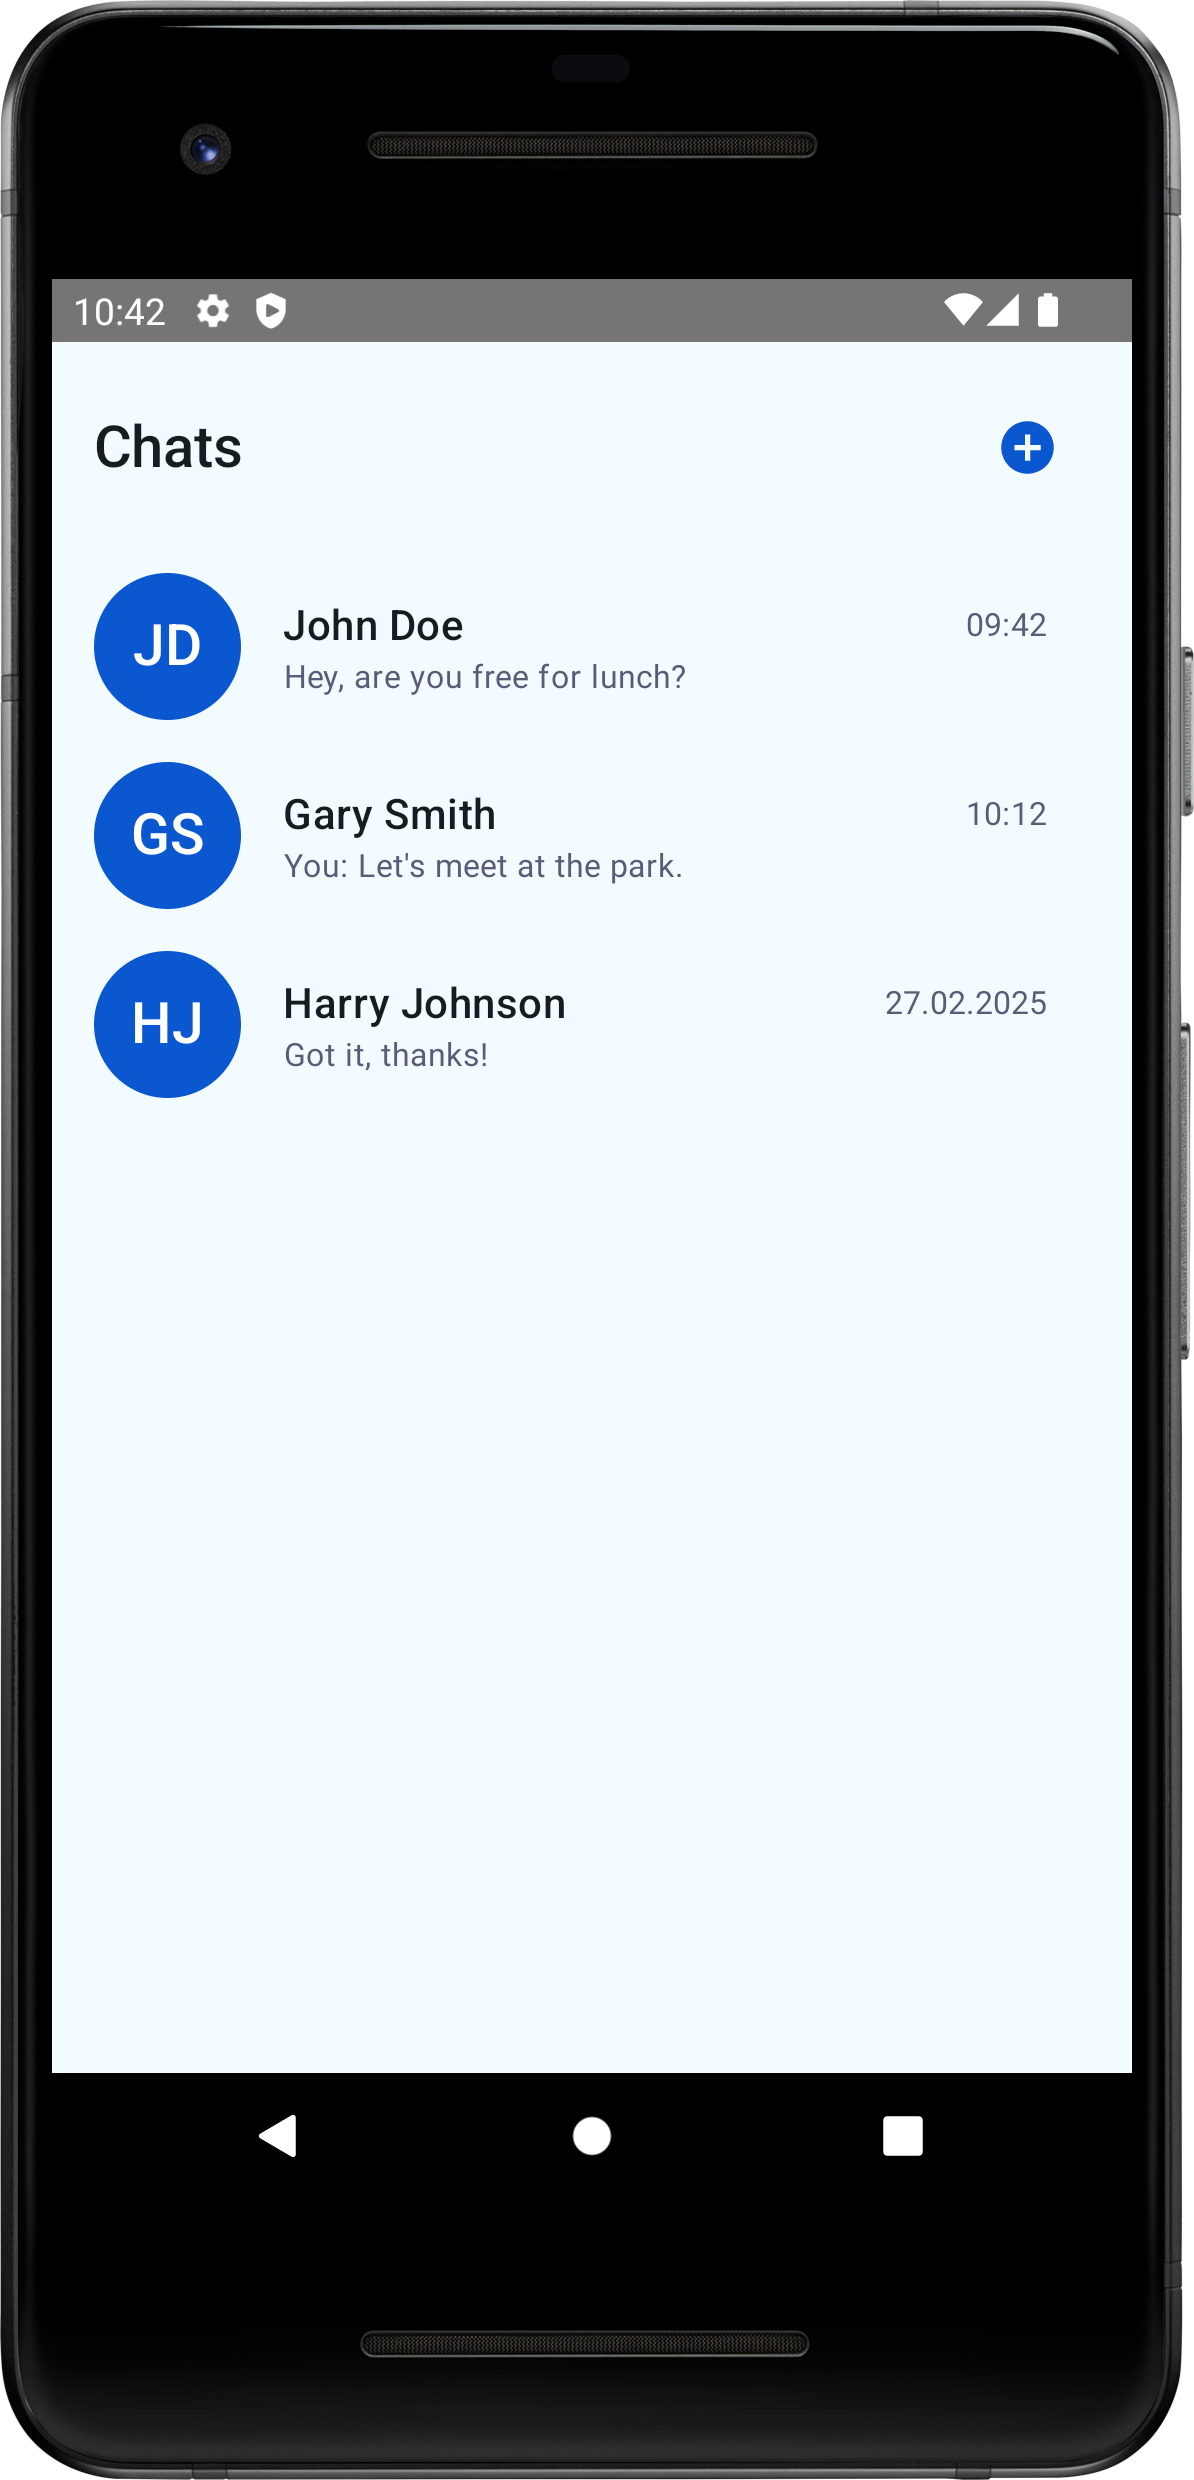 10:42
Chats
JD
John Doe
09:42
Hey, are you free for lunch?
GS
Gary Smith
10:12
You: Let's meet at the park.
HJ
Harry Johnson
27.02.2025
Got it, thanks!